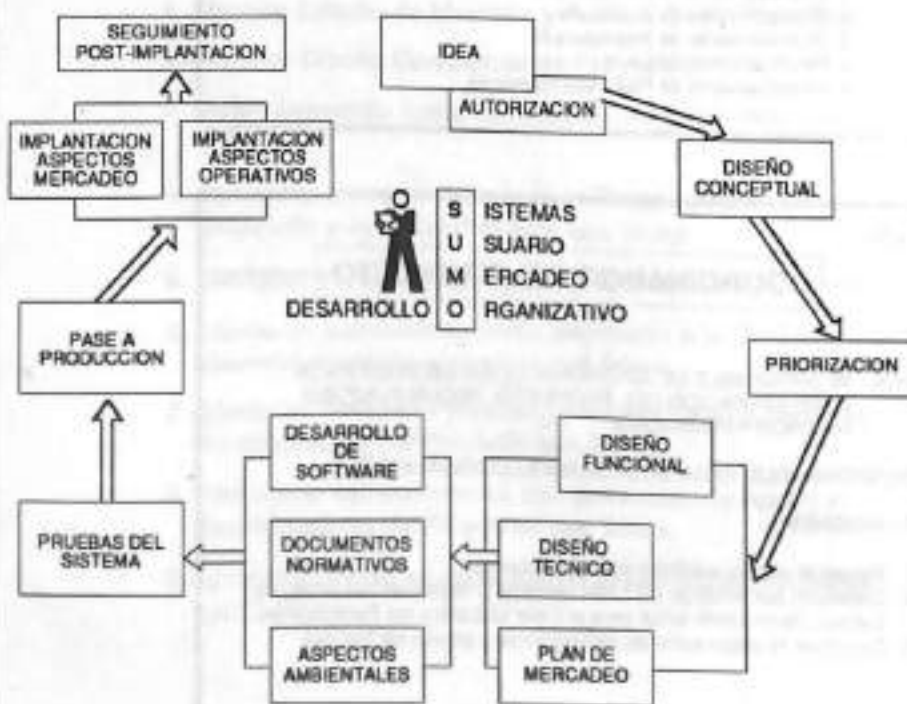 SEGUIMIENTO
POST-IMPLANTACION
IDEA
AUTORIZACION
IMPLANTACION
ASPECTOS
MERCADEO
IMPLANTACION
ASPECTOS
OPERATIVOS
DISEÑO
CONCEPTUAL
S ISTEMAS
U SUARIO
M ERCADEO
DESARROLLO O RGANIZATIVO
PASE A
PRODUCCION
PRIORIZACION
DESARROLLO
DE
SOFTWARE
DISEÑO
FUNCIONAL
PRUEBAS DEL
SISTEMA
DOCUMENTOS
NORMATIVOS
DISEÑO
TECNICO
ASPECTOS
AMBIENTALES
PLAN DE
MERCADEO